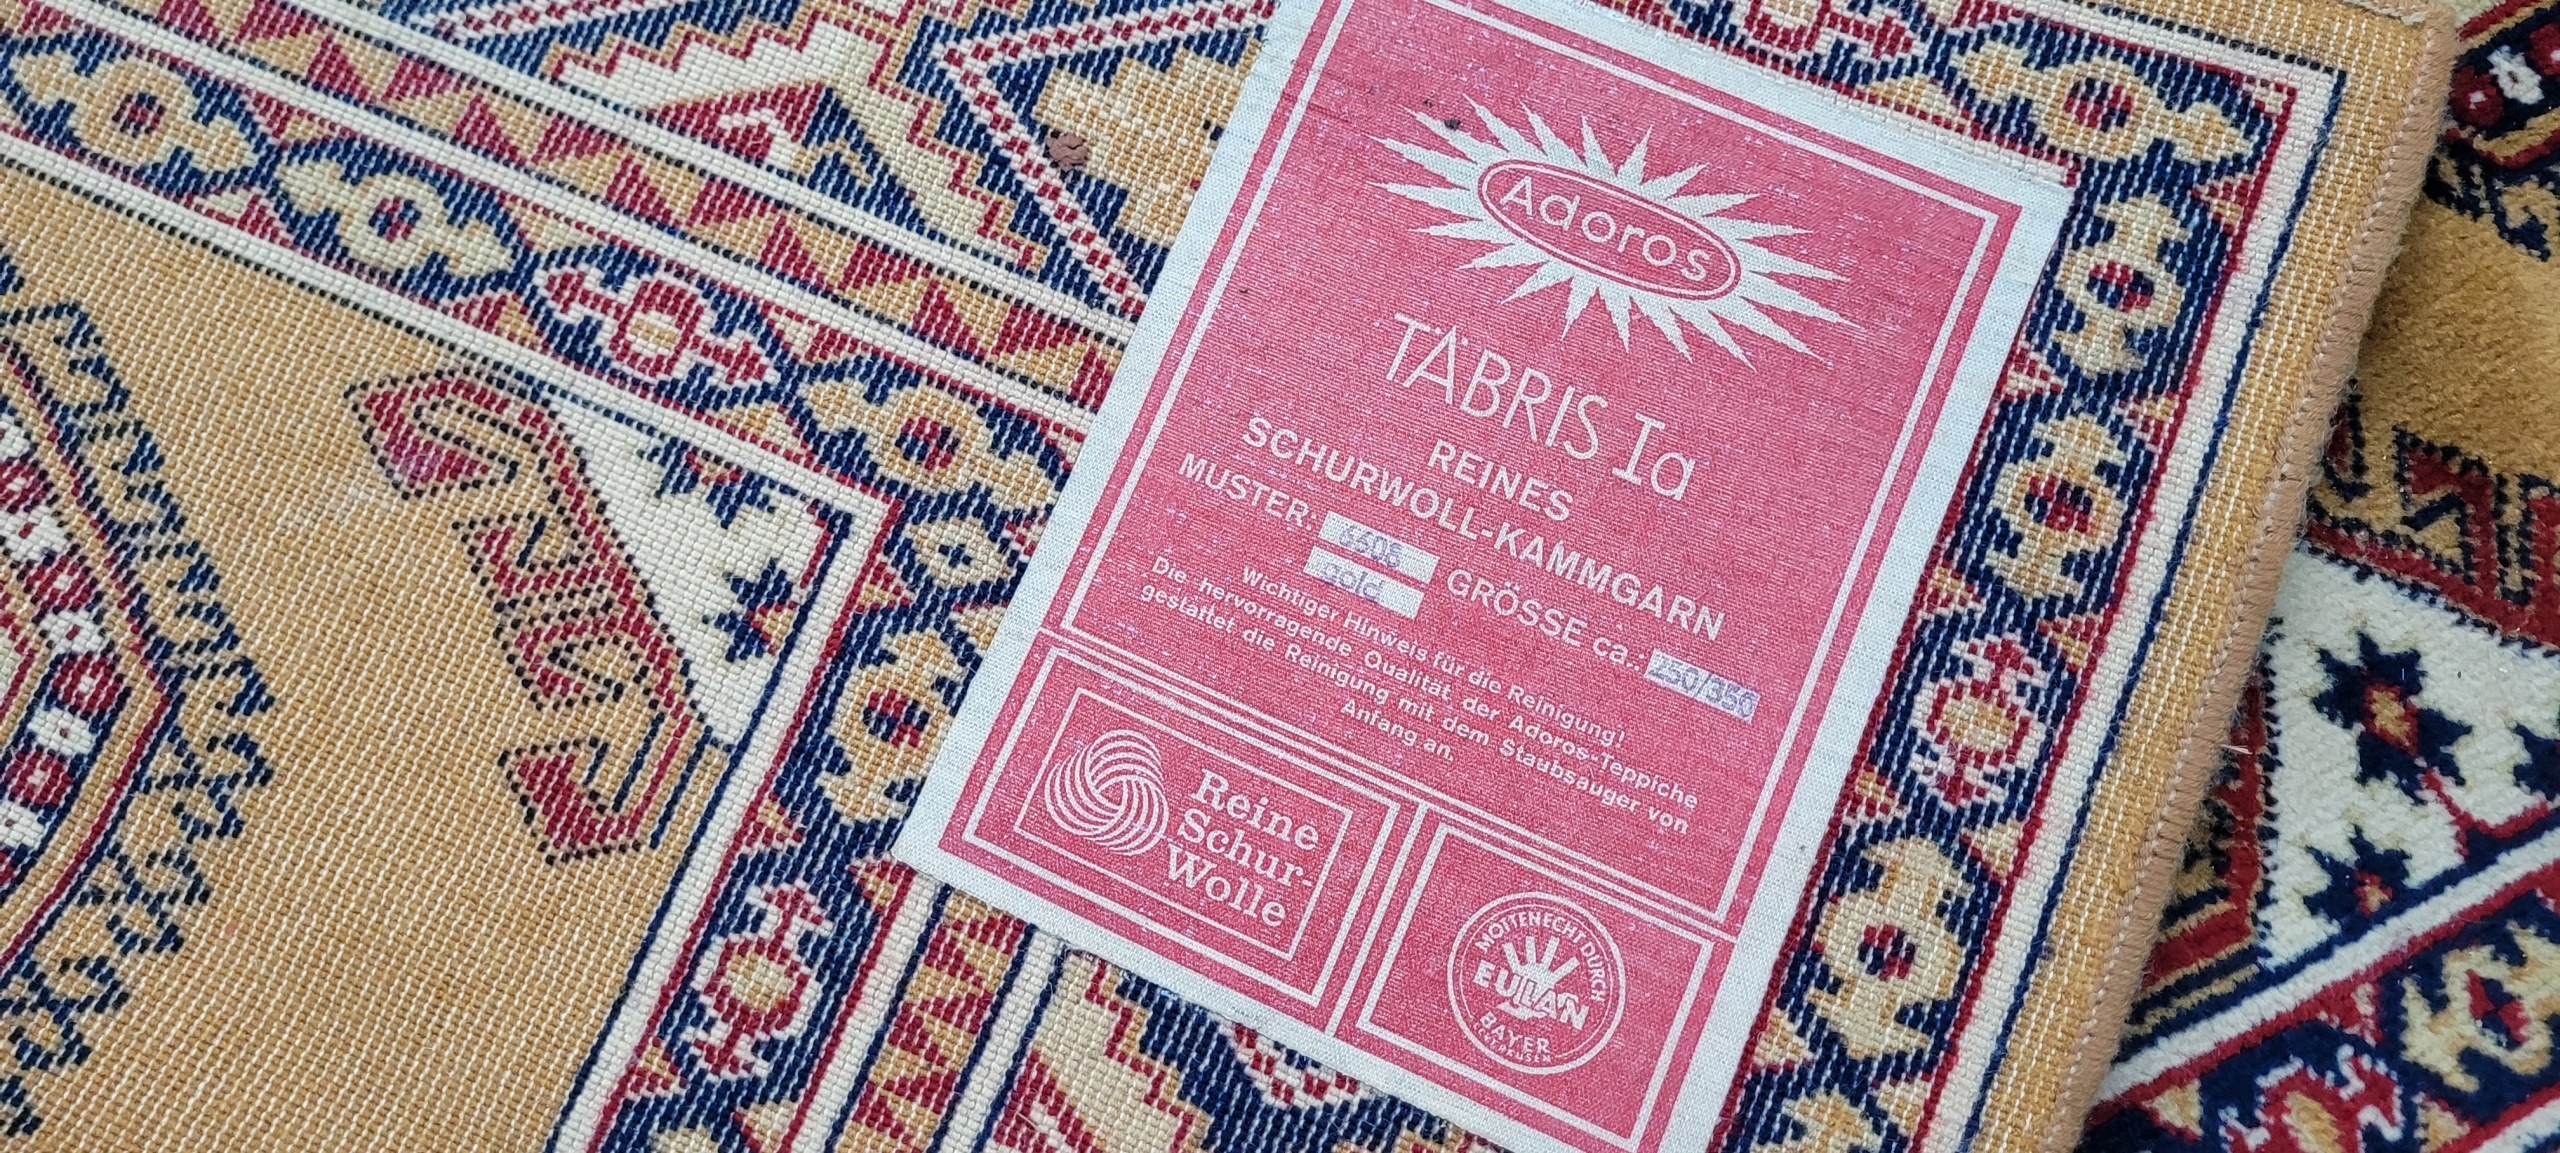 Adoros
TÄBRIS Ia
REINES
SCHURWOLL-KAMMGARN
MUSTER: 6606 GRÖSSE ca.: 250/350
gold
Wichtiger Hinweis für die Reinigung!
Die hervorragende Qualität der Adoros-Teppiche
gestattet die Reinigung mit dem Staubsauger von
Anfang an.
Reine
Schur-
Wolle
MOTTENECHT DURCH
EULAN
BAYER
LEVERKUSEN